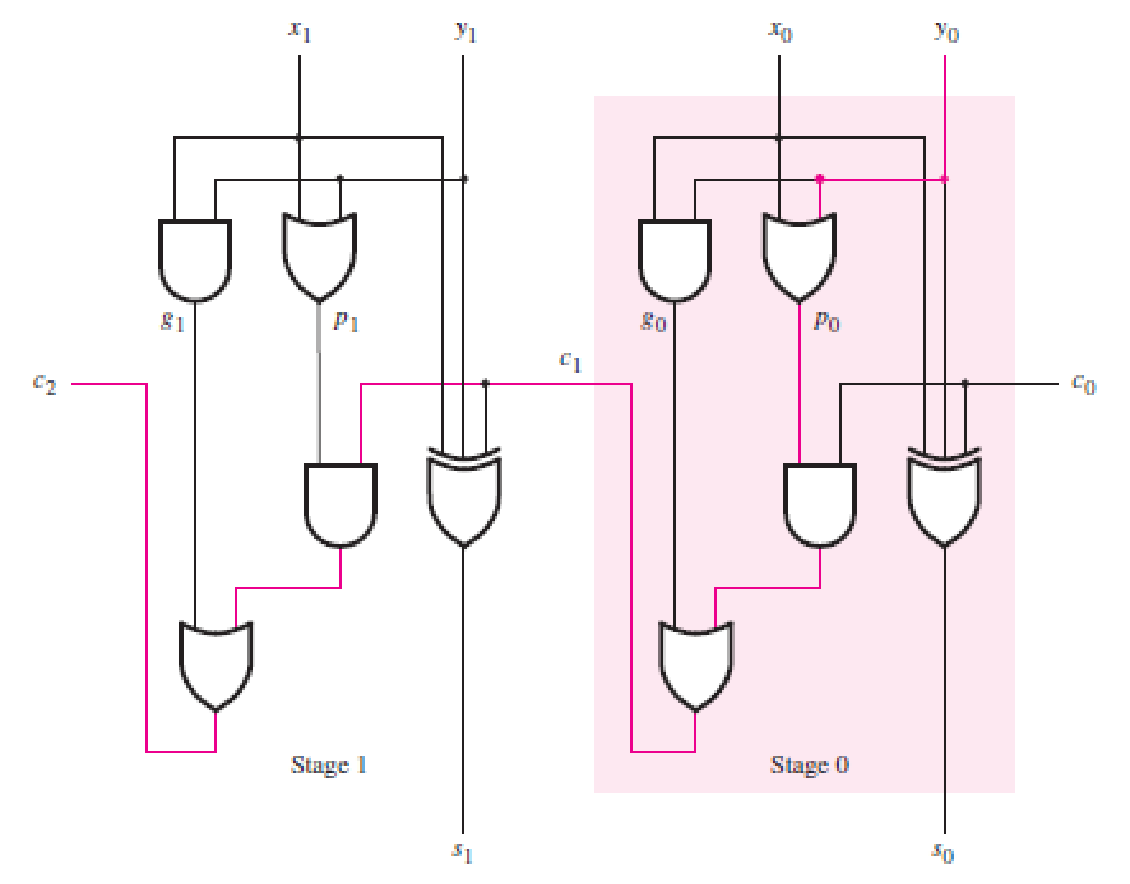 x₁ y₁ x₀ y₀
g₁ p₁ g₀ p₀
c₂ c₁ c₀
Stage 1 Stage 0
s₁ s₀